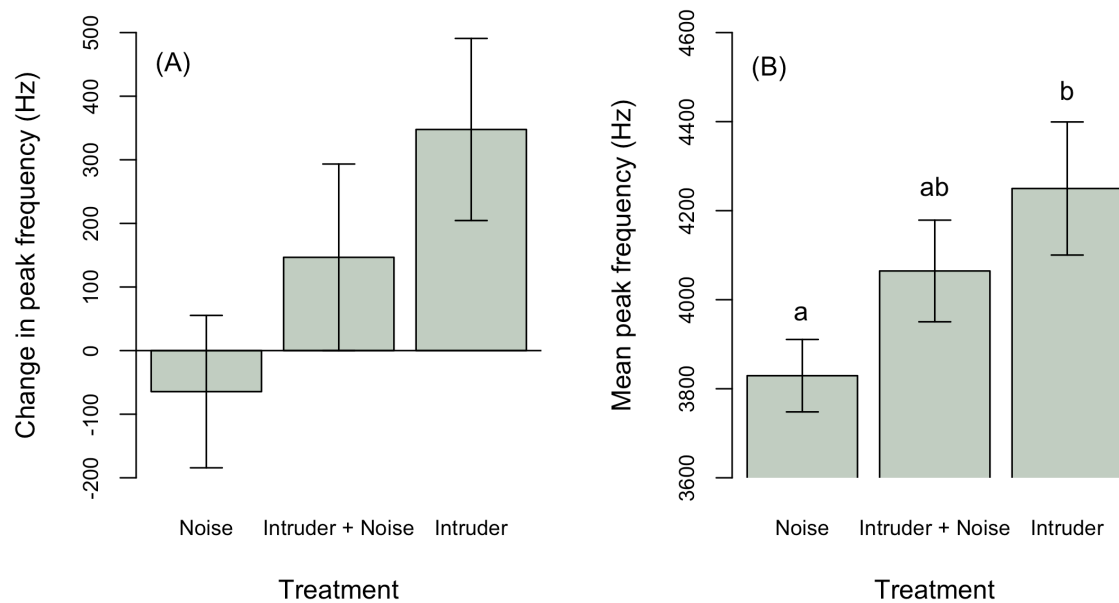 (A)
Change in peak frequency (Hz)
500
400
300
200
100
0
-100
-200
Noise Intruder + Noise Intruder
Treatment
(B)
Mean peak frequency (Hz)
4600
4400
4200
4000
3800
3600
a
ab
b
Noise Intruder + Noise Intruder
Treatment